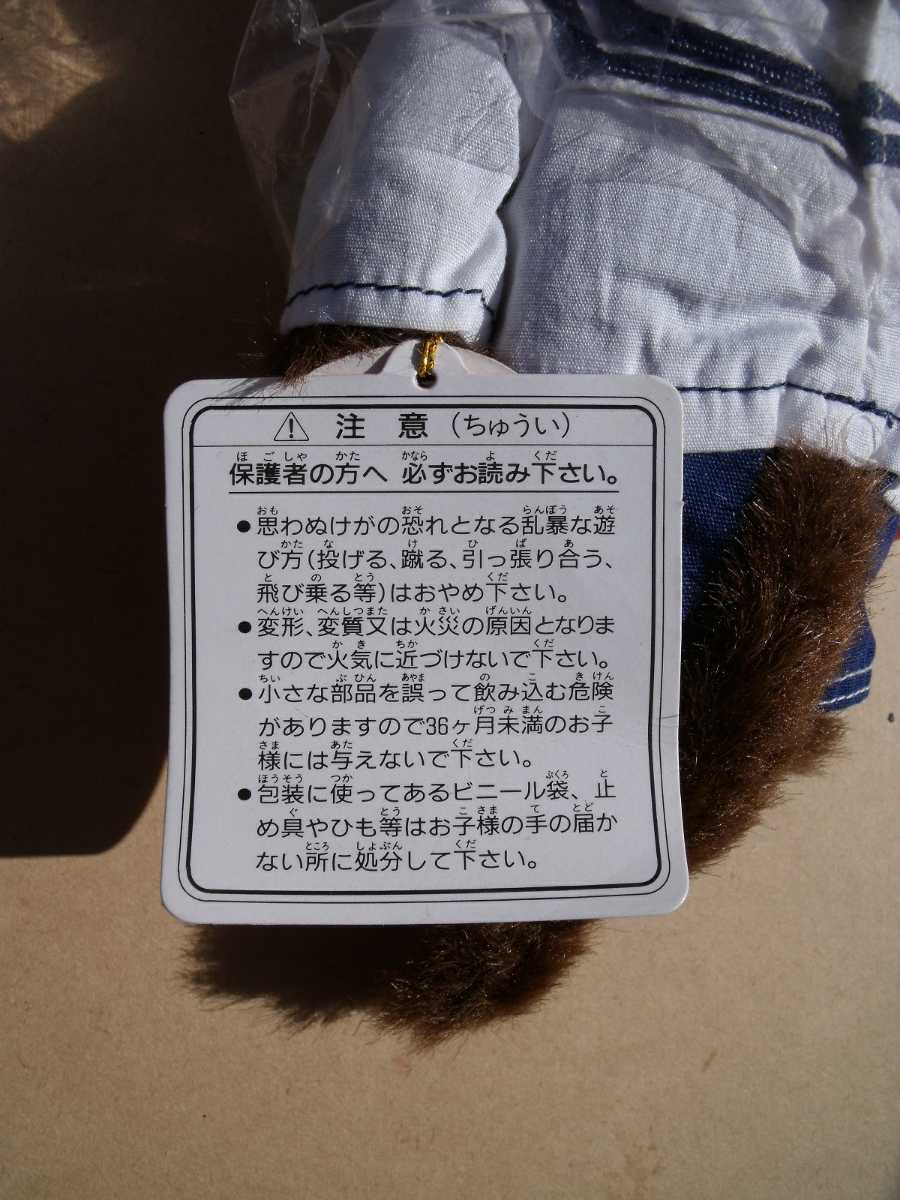 注意(ちゅうい)
保護者の方へ 必ずお読み下さい。
●思わぬけがの恐れとなる乱暴な遊
び方(投げる、蹴る、引っ張り合う、
飛び乗る等)はおやめ下さい。
●変形、変質又は火災の原因となりま
すので火気に近づけないで下さい。
●小さな部品を誤って飲み込む危険
がありますので36ヶ月未満のお子
様には与えないで下さい。
●包装に使ってあるビニール袋、止
め具やひも等はお子様の手の届か
ない所に処分して下さい。